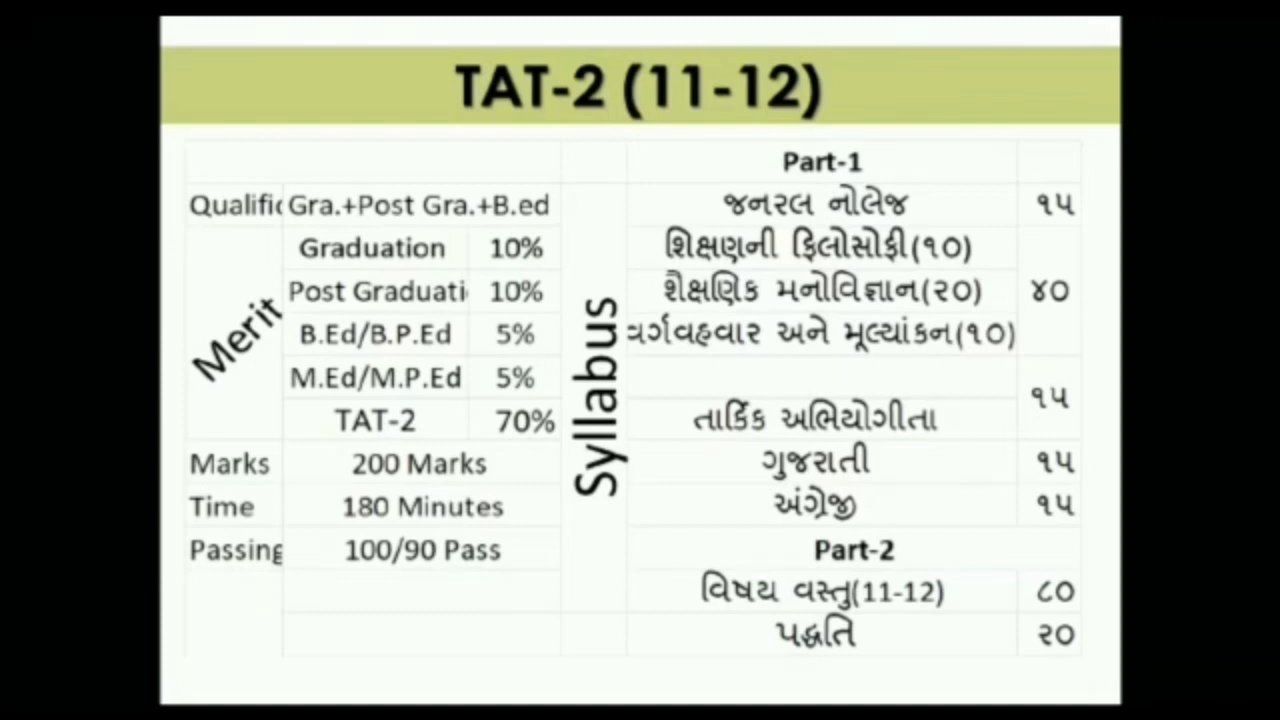 TAT-2 (11-12)
Part-1
Qualific Gra.+Post Gra.+B.ed
જનરલ નોલેજ ૧૫
Merit
Graduation 10%
Post Graduati 10%
B.Ed/B.P.Ed 5%
M.Ed/M.P.Ed 5%
TAT-2 70%
Syllabus
શિક્ષણની ફિલોસોફી(૧૦)
શૈક્ષણિક મનોવિજ્ઞાન(૨૦) ૪૦
વર્ગવહવાર અને મૂલ્યાંકન(૧૦)
તાર્કિક અભિયોગીતા ૧૫
Marks 200 Marks
ગુજરાતી ૧૫
Time 180 Minutes
અંગ્રેજી ૧૫
Passing 100/90 Pass
Part-2
વિષય વસ્તુ(11-12) ૮૦
પદ્ધતિ ૨૦